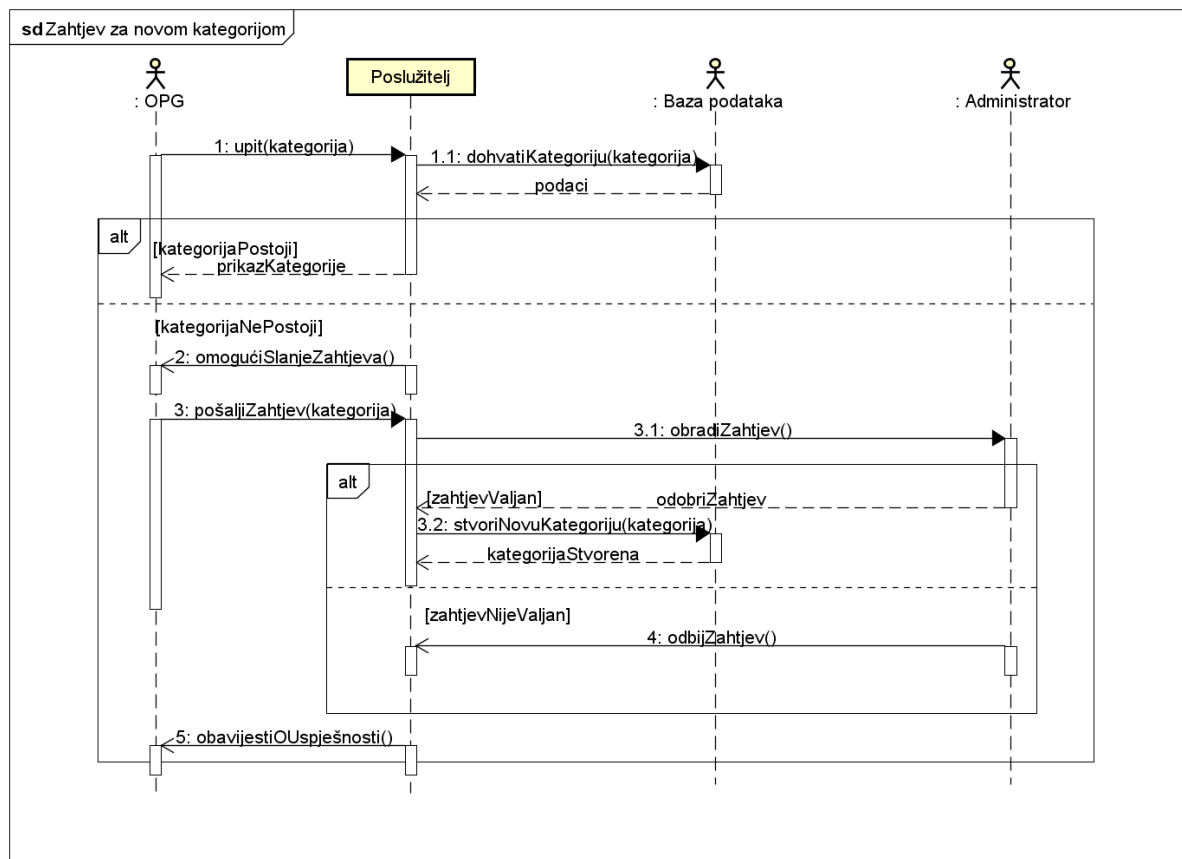 sd Zahtjev za novom kategorijom
: OPG
Poslužitelj
: Baza podataka
: Administrator
1: upit(kategorija)
1.1: dohvatiKategoriju(kategorija)
podaci
alt
[kategorijaPostoji]
prikazKategorije
[kategorijaNePostoji]
2: omogućiSlanjeZahtjeva()
3: pošaljiZahtjev(kategorija)
3.1: obradiZahtjev()
alt
[zahtjevValjan]
odobriZahtjev
3.2: stvoriNovuKategoriju(kategorija)
kategorijaStvorena
[zahtjevNijeValjan]
4: odbijZahtjev()
5: obavijestiOUspješnosti()